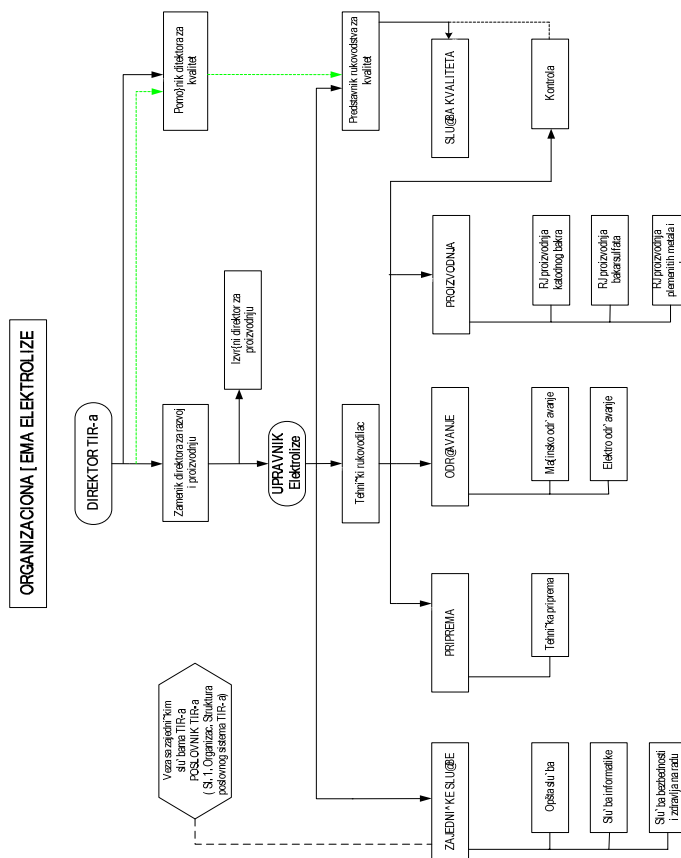 ORGANIZACIONA [ EMA ELEKTROLIZE
DIREKTOR TIR-a
Pomo}nik ditektora za
kvalitet
Zamenik direktora za razvoj
i proizvodnju
Izvr{ni direktor za
proizvodnju
UPRAVNIK
Elektrolize
Predstavnik rukovodstva za
kvalitet
Tehni~ki rukovodilac
SLU@BA KVALITETA
Kontrola
Veza sa zajedni~kim
slu`bama TIR-a
POSLOVNIK TIR-a
( Sl. 1, Organizac. Struktura
poslovnog sistema TIR-a)
ZAJEDNI^KE SLU@BE
PRIPREMA
ODR@AVANJE
PROIZVODNJA
Opšta slu`ba
Slu`ba informatike
Slu`ba bezbednosti
i zdravlja na radu
Tehni~ka priprema
Ma{insko odr`avanje
Elektro odr`avanje
RJ proizvodnja
katodnog bakra
RJ proizvodnja
bakarsulfata
RJ proizvodnja
plemenitih metala i